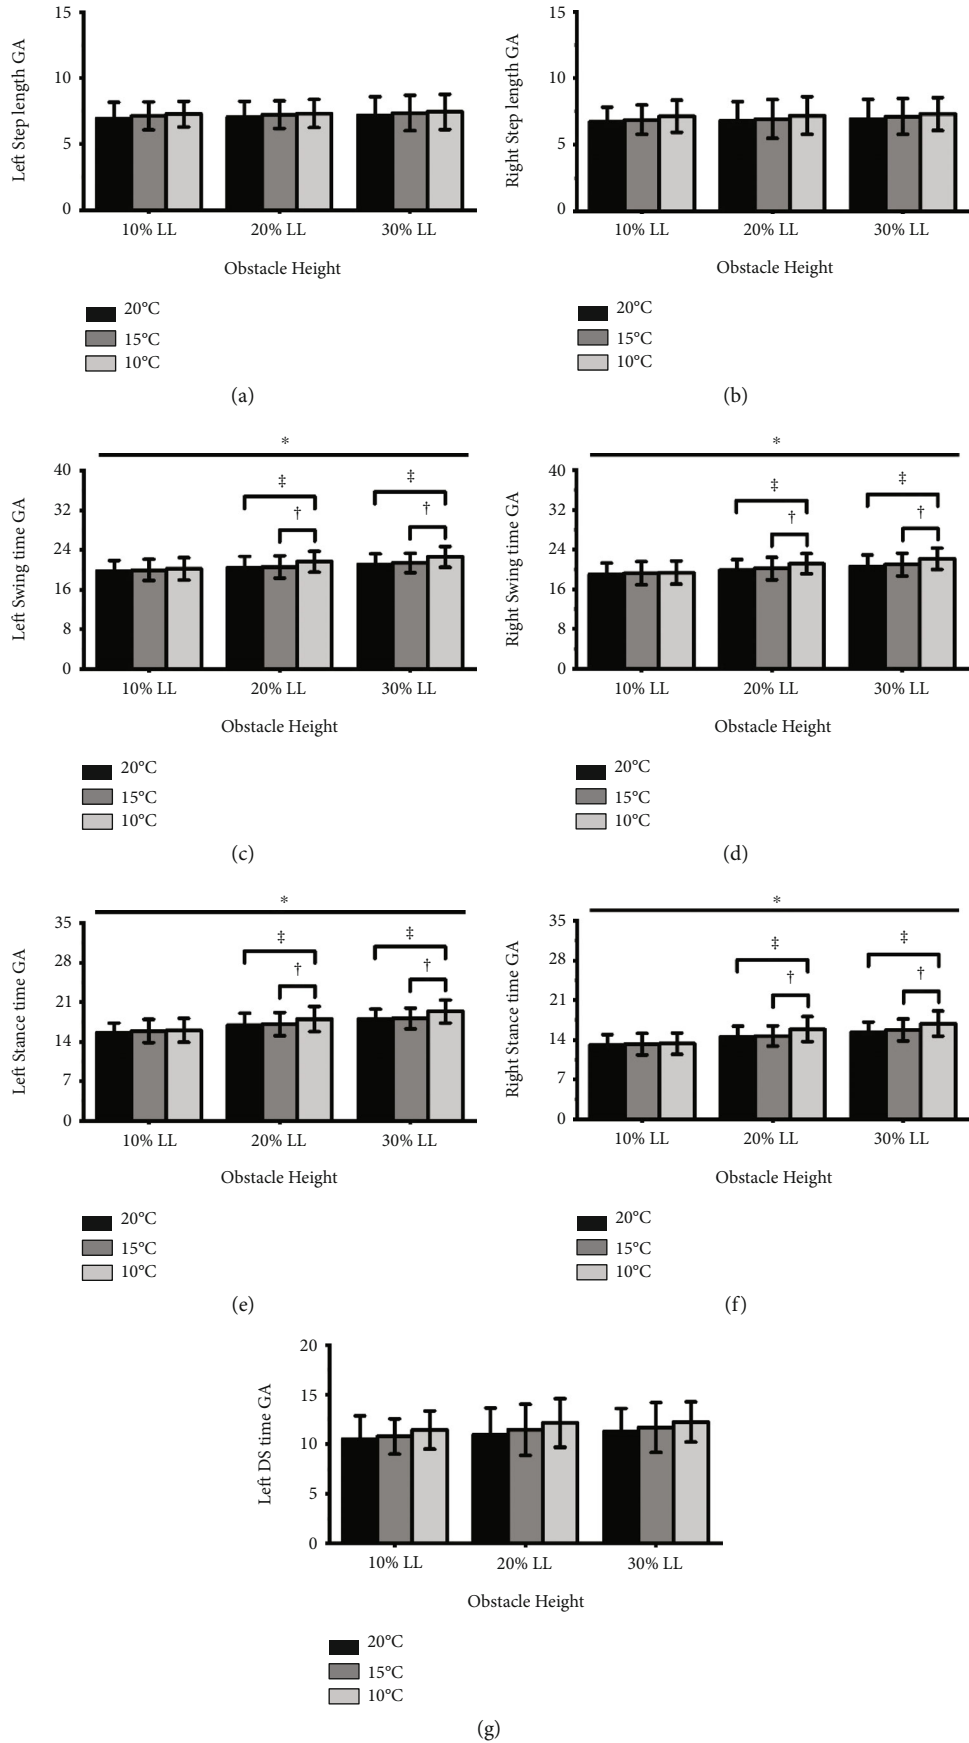 15
10
5
0
Left Step length GA
10% LL
20% LL
30% LL
Obstacle Height
20°C
15°C
10°C
(a)
15
10
5
0
Right Step length GA
10% LL
20% LL
30% LL
Obstacle Height
20°C
15°C
10°C
(b)
40
32
24
16
8
0
Left Swing time GA
*
‡
†
‡
†
10% LL
20% LL
30% LL
Obstacle Height
20°C
15°C
10°C
(c)
40
32
24
16
8
0
Right Swing time GA
*
‡
†
‡
†
10% LL
20% LL
30% LL
Obstacle Height
20°C
15°C
10°C
(d)
35
28
21
14
7
0
Left Stance time GA
*
‡
†
‡
†
10% LL
20% LL
30% LL
Obstacle Height
20°C
15°C
10°C
(e)
35
28
21
14
7
0
Right Stance time GA
*
‡
†
‡
†
10% LL
20% LL
30% LL
Obstacle Height
20°C
15°C
10°C
(f)
20
15
10
5
0
Left DS time GA
10% LL
20% LL
30% LL
Obstacle Height
20°C
15°C
10°C
(g)